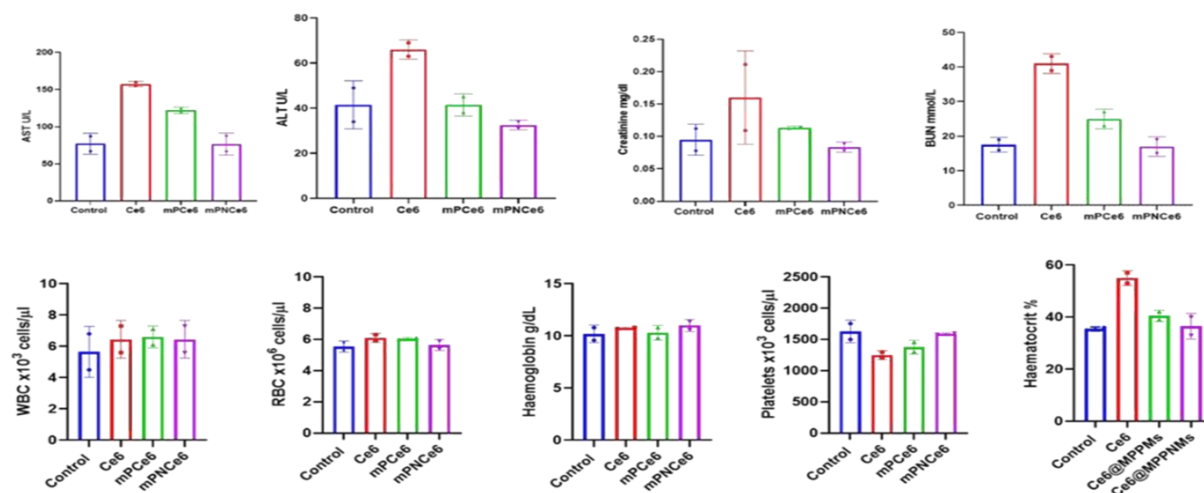 AST U/L
200
150
100
50
0
Control Ce6 mPCe6 mPNCe6
ALT U/L
80
60
40
20
0
Control Ce6 mPCe6 mPNCe6
Creatinine mg/dl
0.25
0.20
0.15
0.10
0.05
0.00
Control Ce6 mPCe6 mPNCe6
BUN mmol/L
50
40
30
20
10
0
Control Ce6 mPCe6 mPNCe6
WBC x10³ cells/µl
10
8
6
4
2
0
Control Ce6 mPCe6 mPNCe6
RBC x10⁶ cells/µl
10
8
6
4
2
0
Control Ce6 mPCe6 mPNCe6
Haemoglobin g/dL
15
10
5
0
Control Ce6 mPCe6 mPNCe6
Platelets x10³ cells/µl
2500
2000
1500
1000
500
0
Control Ce6 mPCe6 mPNCe6
Haematocrit %
60
40
20
0
Control Ce6 Ce6@MPPMs Ce6@MPPNMs